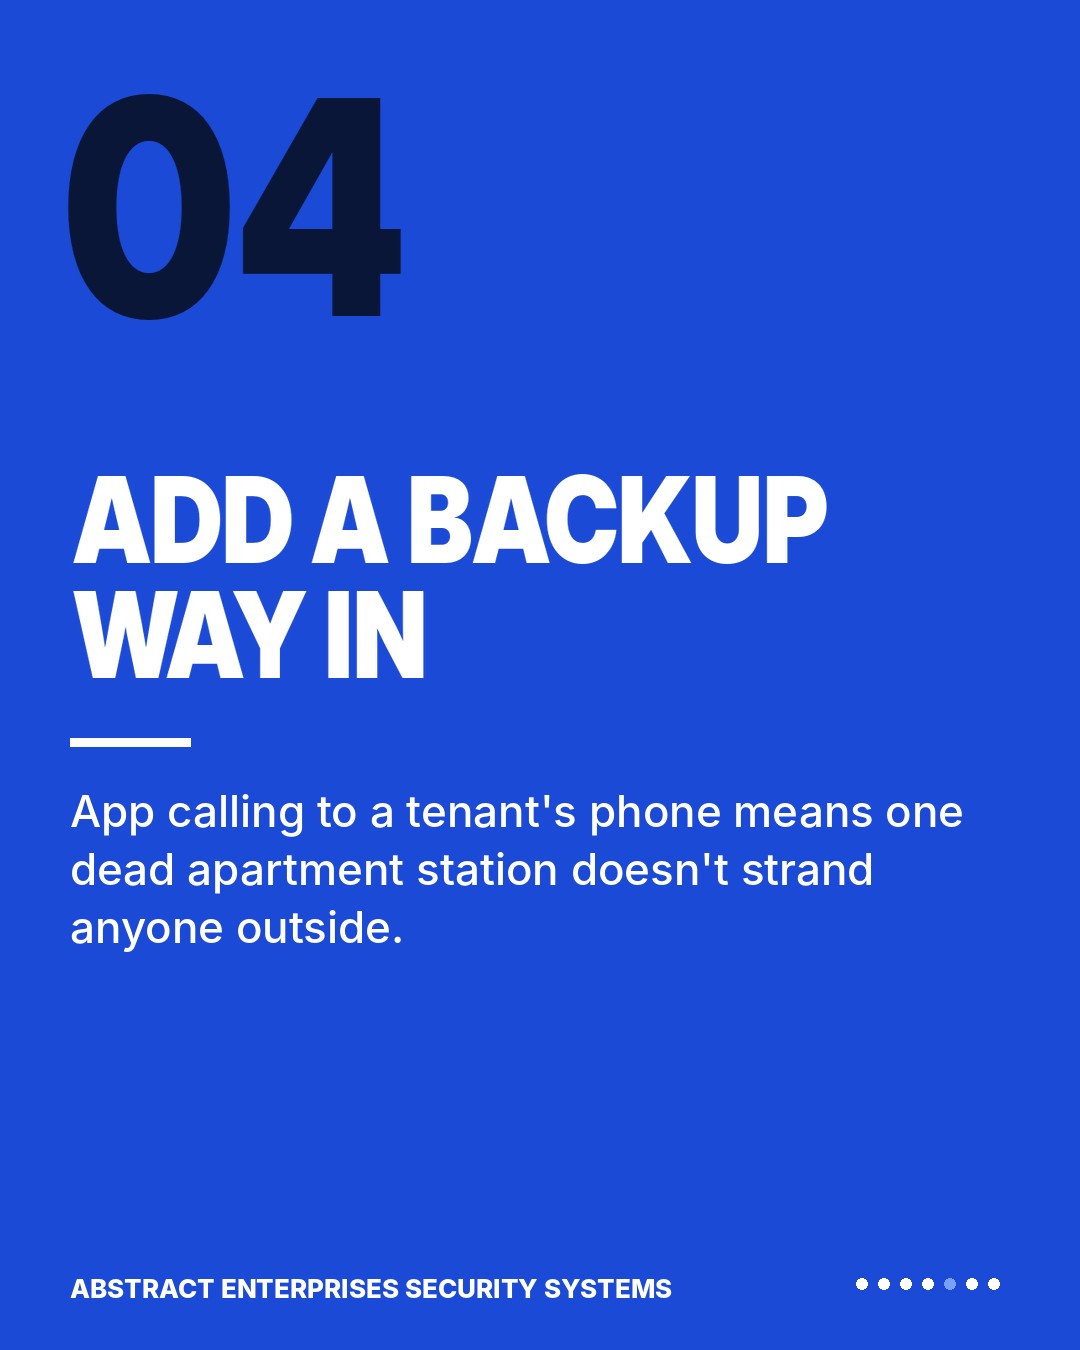 04
ADD A BACKUP
WAY IN
App calling to a tenant's phone means one
dead apartment station doesn't strand
anyone outside.
ABSTRACT ENTERPRISES SECURITY SYSTEMS